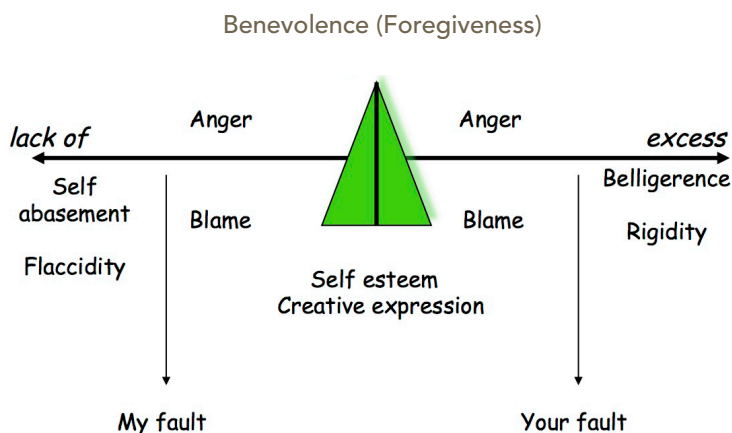 Benevolence (Foregiveness)
Anger
Anger
lack of
excess
Self
abasement
Flaccidity
Blame
Blame
Belligerence
Rigidity
Self esteem
Creative expression
My fault
Your fault